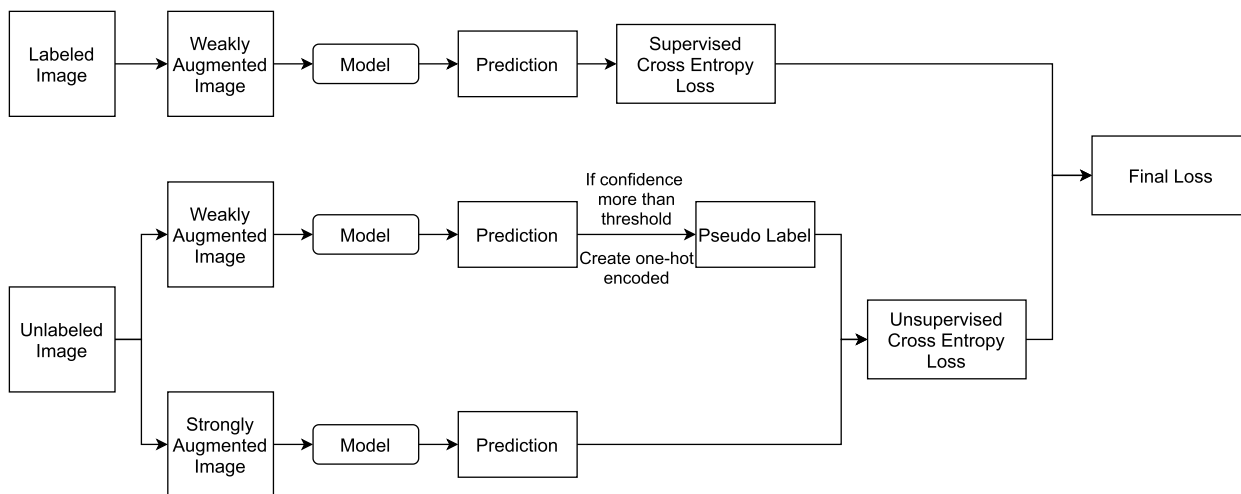 Labeled
Image
Weakly
Augmented
Image
Model
Prediction
Supervised
Cross Entropy
Loss
Final Loss
Unlabeled
Image
Weakly
Augmented
Image
Model
Prediction
If confidence
more than
threshold
Create one-hot
encoded
Pseudo Label
Unsupervised
Cross Entropy
Loss
Strongly
Augmented
Image
Model
Prediction